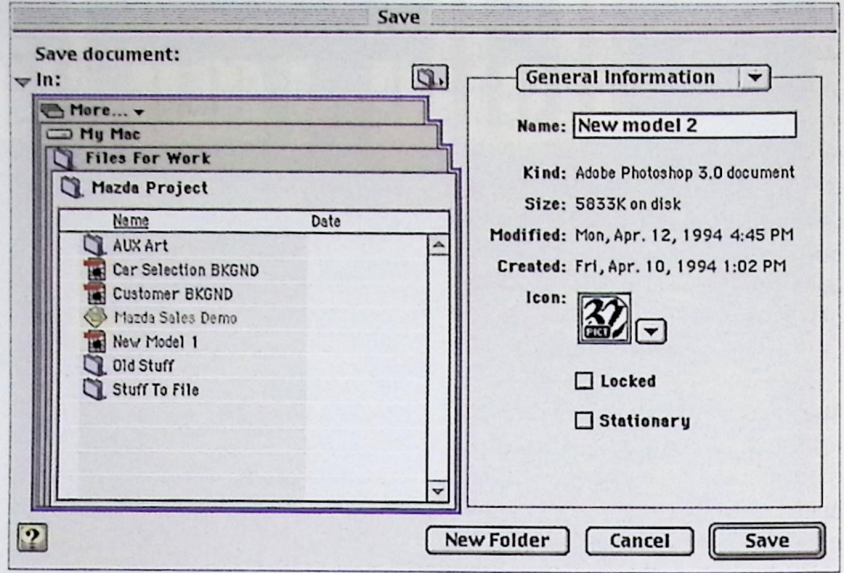 Save
Save document:
In:
More...
My Mac
Files For Work
Mazda Project
Name Date
AUX Art
Car Selection BKGND
Customer BKGND
Mazda Sales Demo
New Model 1
Old Stuff
Stuff To File
General Information
Name: New model 2
Kind: Adobe Photoshop 3.0 document
Size: 5833K on disk
Modified: Mon, Apr. 12, 1994 4:45 PM
Created: Fri, Apr. 10, 1994 1:02 PM
Icon:
PICT
Locked
Stationary
?
New Folder
Cancel
Save